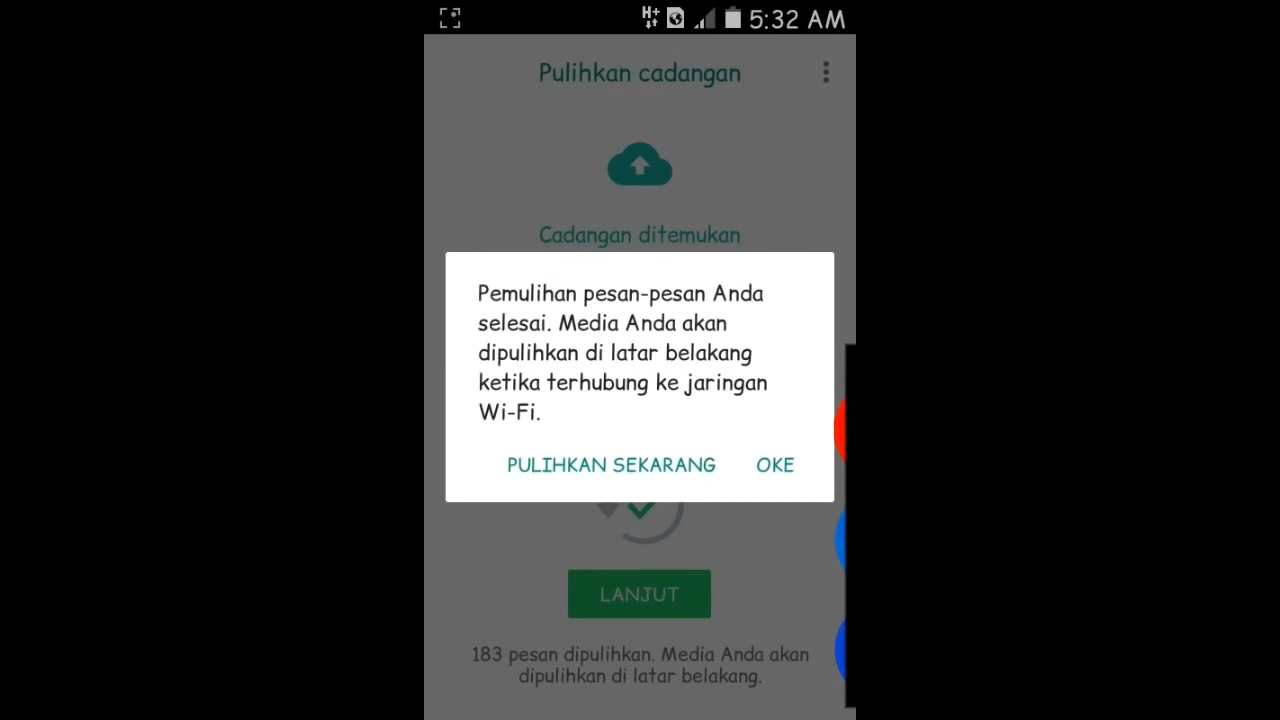 H+ 5:32 AM
Pulihkan cadangan
Cadangan ditemukan
Pemulihan pesan-pesan Anda
selesai. Media Anda akan
dipulihkan di latar belakang
ketika terhubung ke jaringan
Wi-Fi.
PULIHKAN SEKARANG OKE
LANJUT
183 pesan dipulihkan. Media Anda akan
dipulihkan di latar belakang.